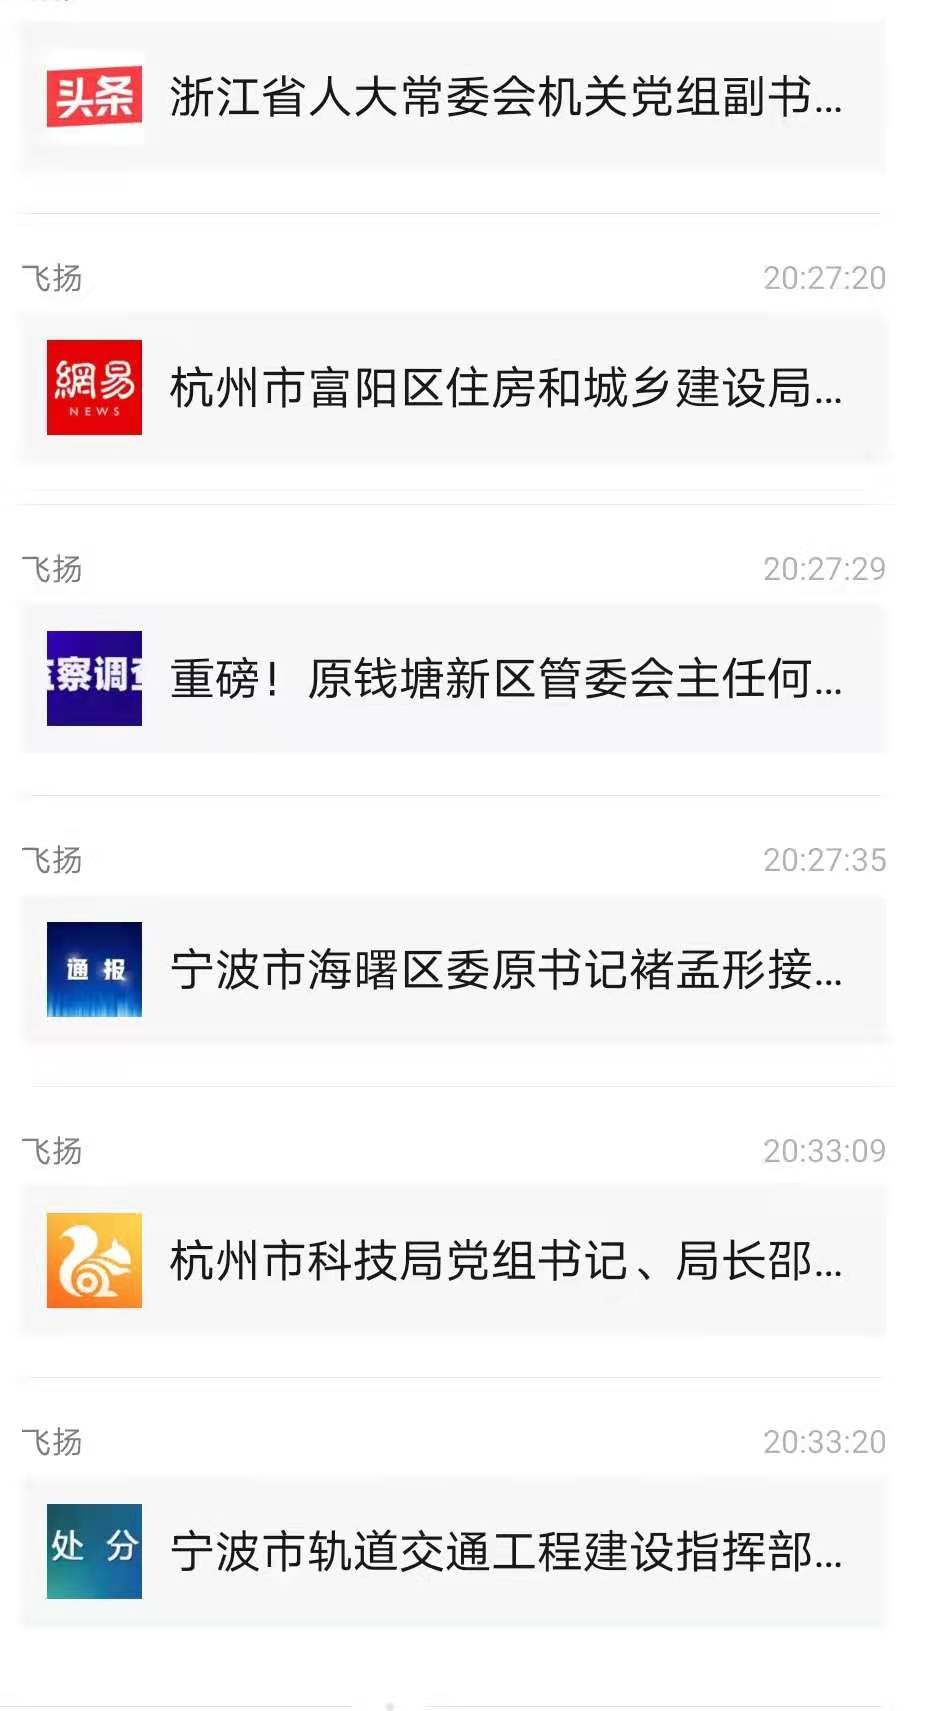 头条
浙江省人大常委会机关党组副书...
飞扬
20:27:20
網易
NEWS
杭州市富阳区住房和城乡建设局...
飞扬
20:27:29
监察调查
重磅！原钱塘新区管委会主任何...
飞扬
20:27:35
通报
宁波市海曙区委原书记褚孟形接...
飞扬
20:33:09
杭州市科技局党组书记、局长邵...
飞扬
20:33:20
处分
宁波市轨道交通工程建设指挥部...